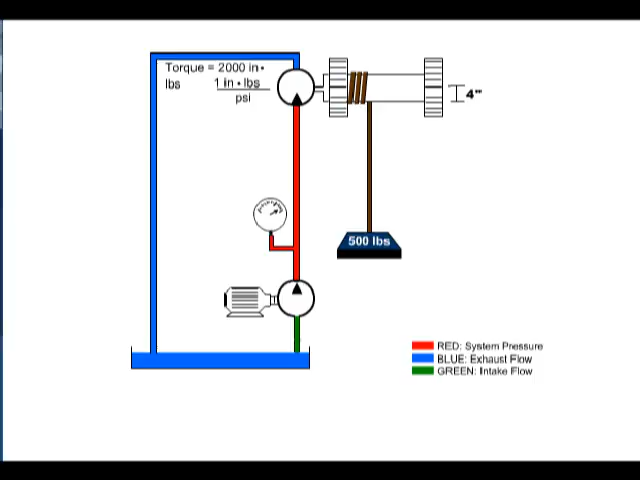 Torque = 2000 in•
lbs 1 in • lbs
psi
4"
500 lbs
RED: System Pressure
BLUE: Exhaust Flow
GREEN: Intake Flow